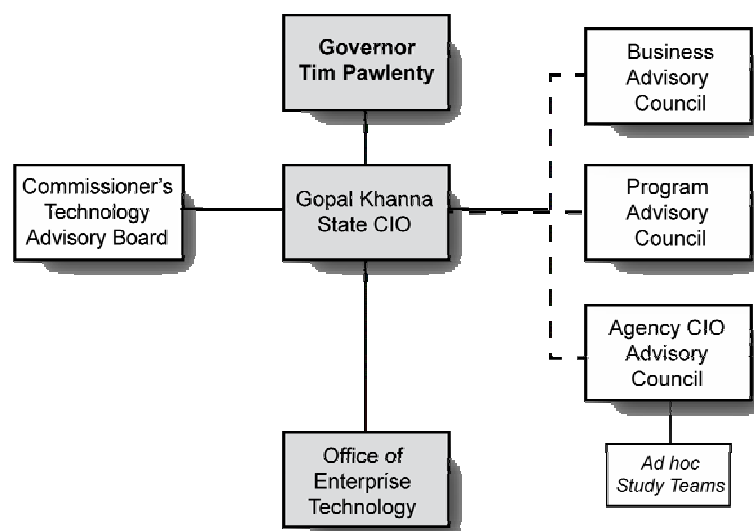 Governor
Tim Pawlenty
Business
Advisory
Council
Commissioner's
Technology
Advisory Board
Gopal Khanna
State CIO
Program
Advisory
Council
Agency CIO
Advisory
Council
Office of
Enterprise
Technology
Ad hoc
Study Teams